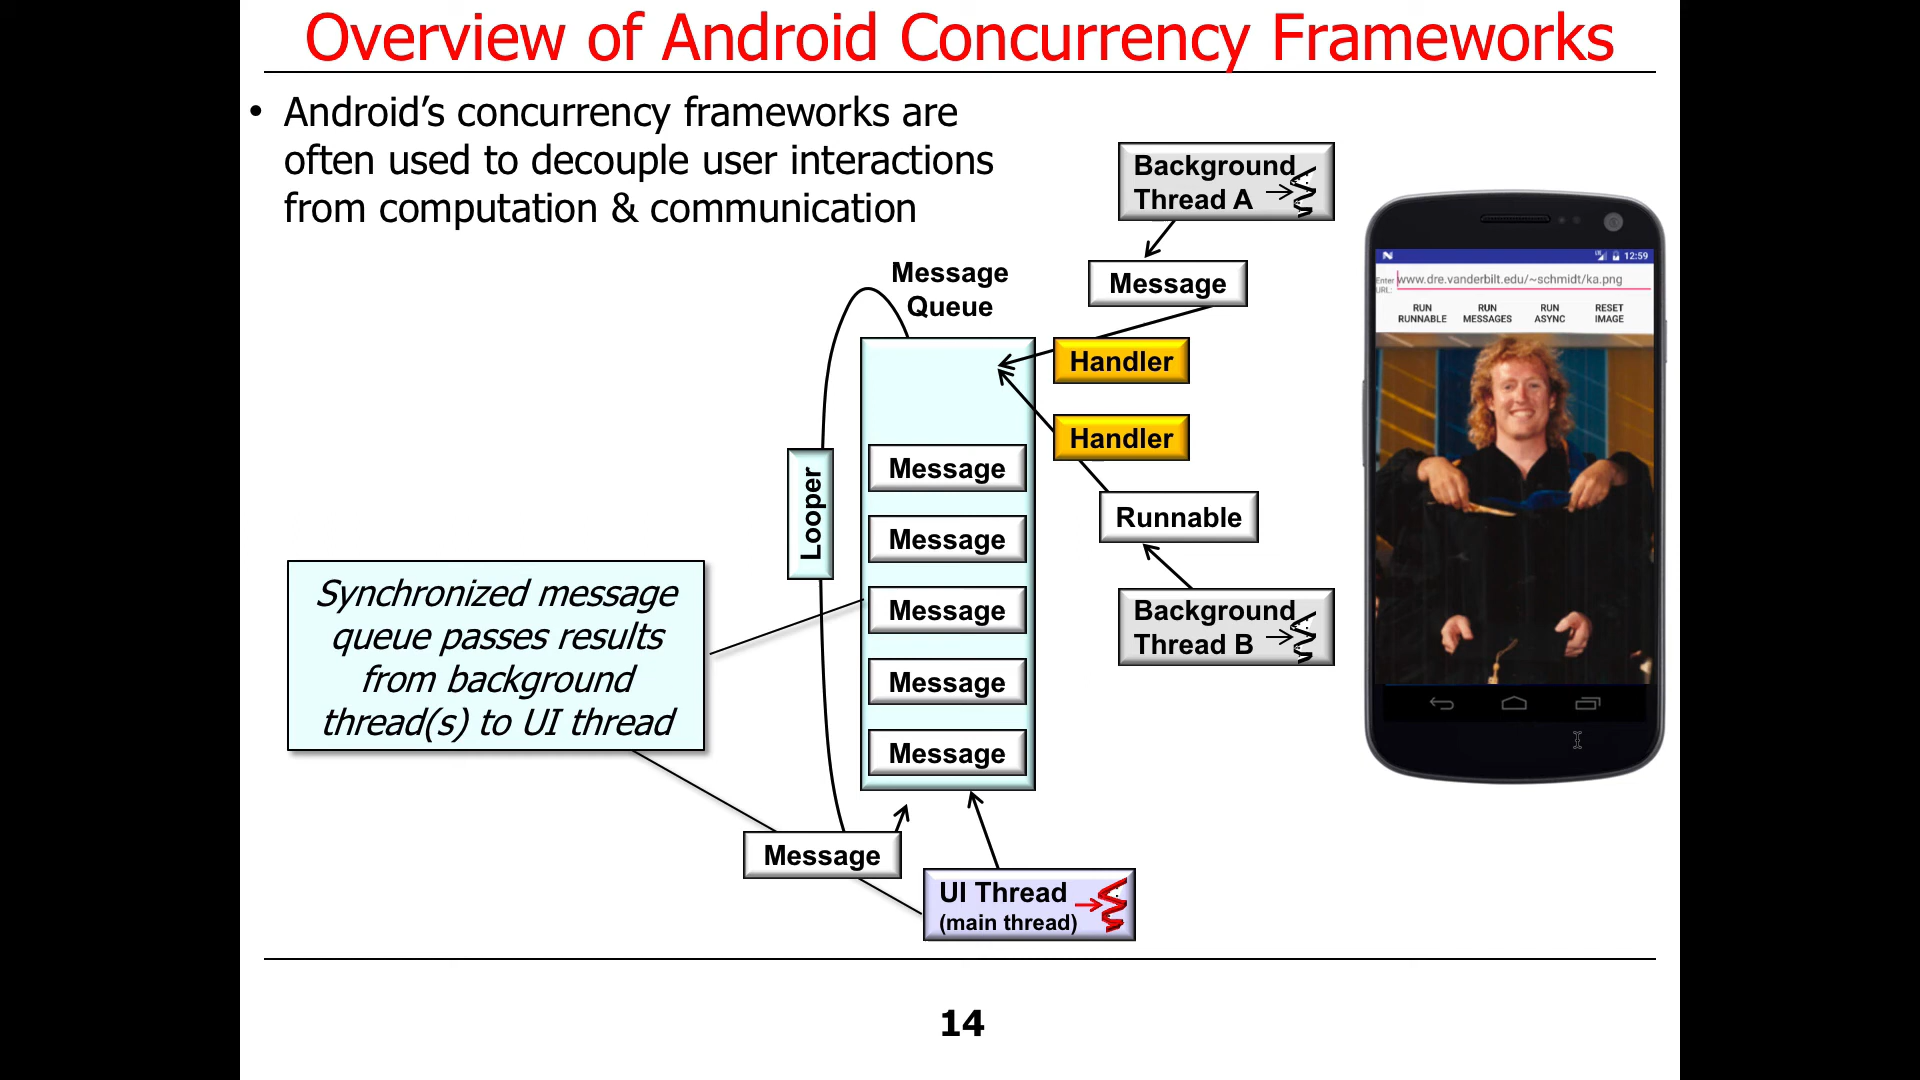 Overview of Android Concurrency Frameworks
• Android’s concurrency frameworks are
often used to decouple user interactions
from computation & communication
Background
Thread A
Message
Message
Queue
Handler
Handler
Runnable
Background
Thread B
Looper
Message
Message
Message
Message
Message
Synchronized message
queue passes results
from background
thread(s) to UI thread
Message
UI Thread
(main thread)
12:59
Enter
URL:
www.dre.vanderbilt.edu/~schmidt/ka.png
RUN
RUNNABLE
RUN
MESSAGES
RUN
ASYNC
RESET
IMAGE
14